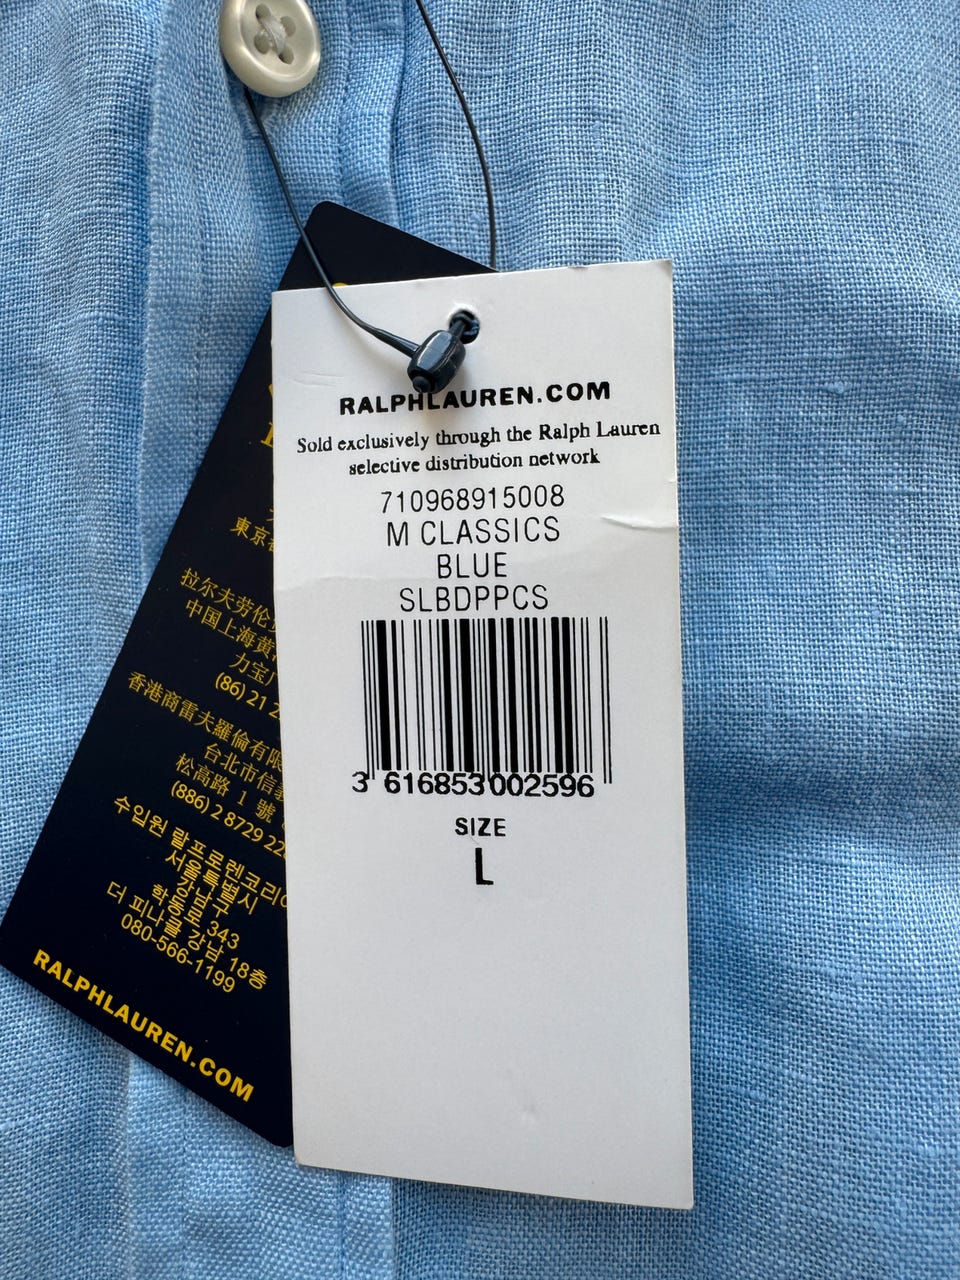 RALPHLAUREN.COM
Sold exclusively through the Ralph Lauren
selective distribution network
710968915008
M CLASSICS
BLUE
SLBDPPCS
3 616853 002596
SIZE
L
東京
拉尔夫劳伦
中国上海黄
力宝
(86) 21 2
香港商雷夫羅倫有限
台北市信義
松高路 1 號
(886) 2 8729 22
수입원 랄프로렌코리아
서울특별시
강남구
학동로 343
더 피나클 강남 18층
080-566-1199
RALPHLAUREN.COM